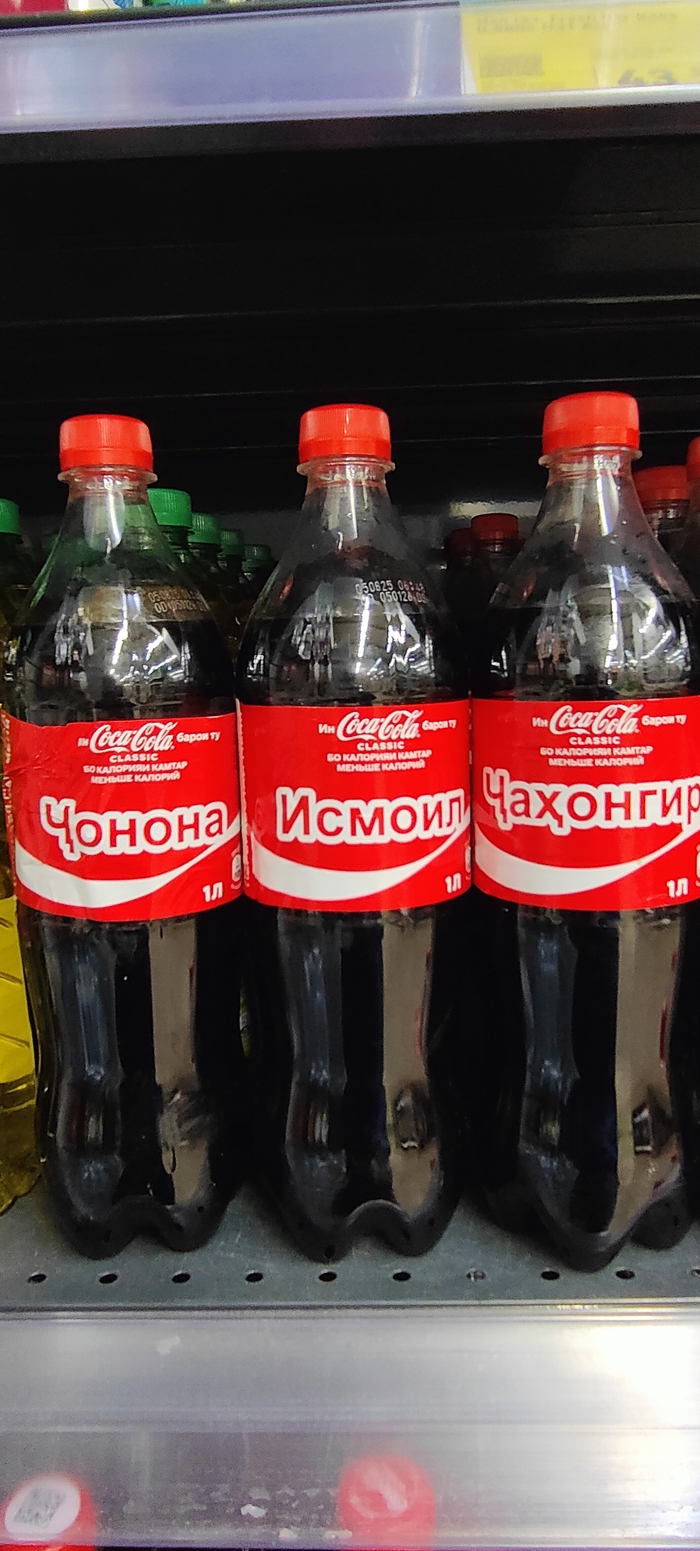 Ин Coca-Cola барои ту
CLASSIC
БО КАЛОРИЯИ КАМТАР
МЕНЬШЕ КАЛОРИЙ
Ҷонона
1Л
050625
Ин Coca-Cola барои ту
CLASSIC
БО КАЛОРИЯИ КАМТАР
МЕНЬШЕ КАЛОРИЙ
Исмоил
1Л
Ин Coca-Cola барои ту
CLASSIC
БО КАЛОРИЯИ КАМТАР
МЕНЬШЕ КАЛОРИЙ
Ҷаҳонгир
1Л